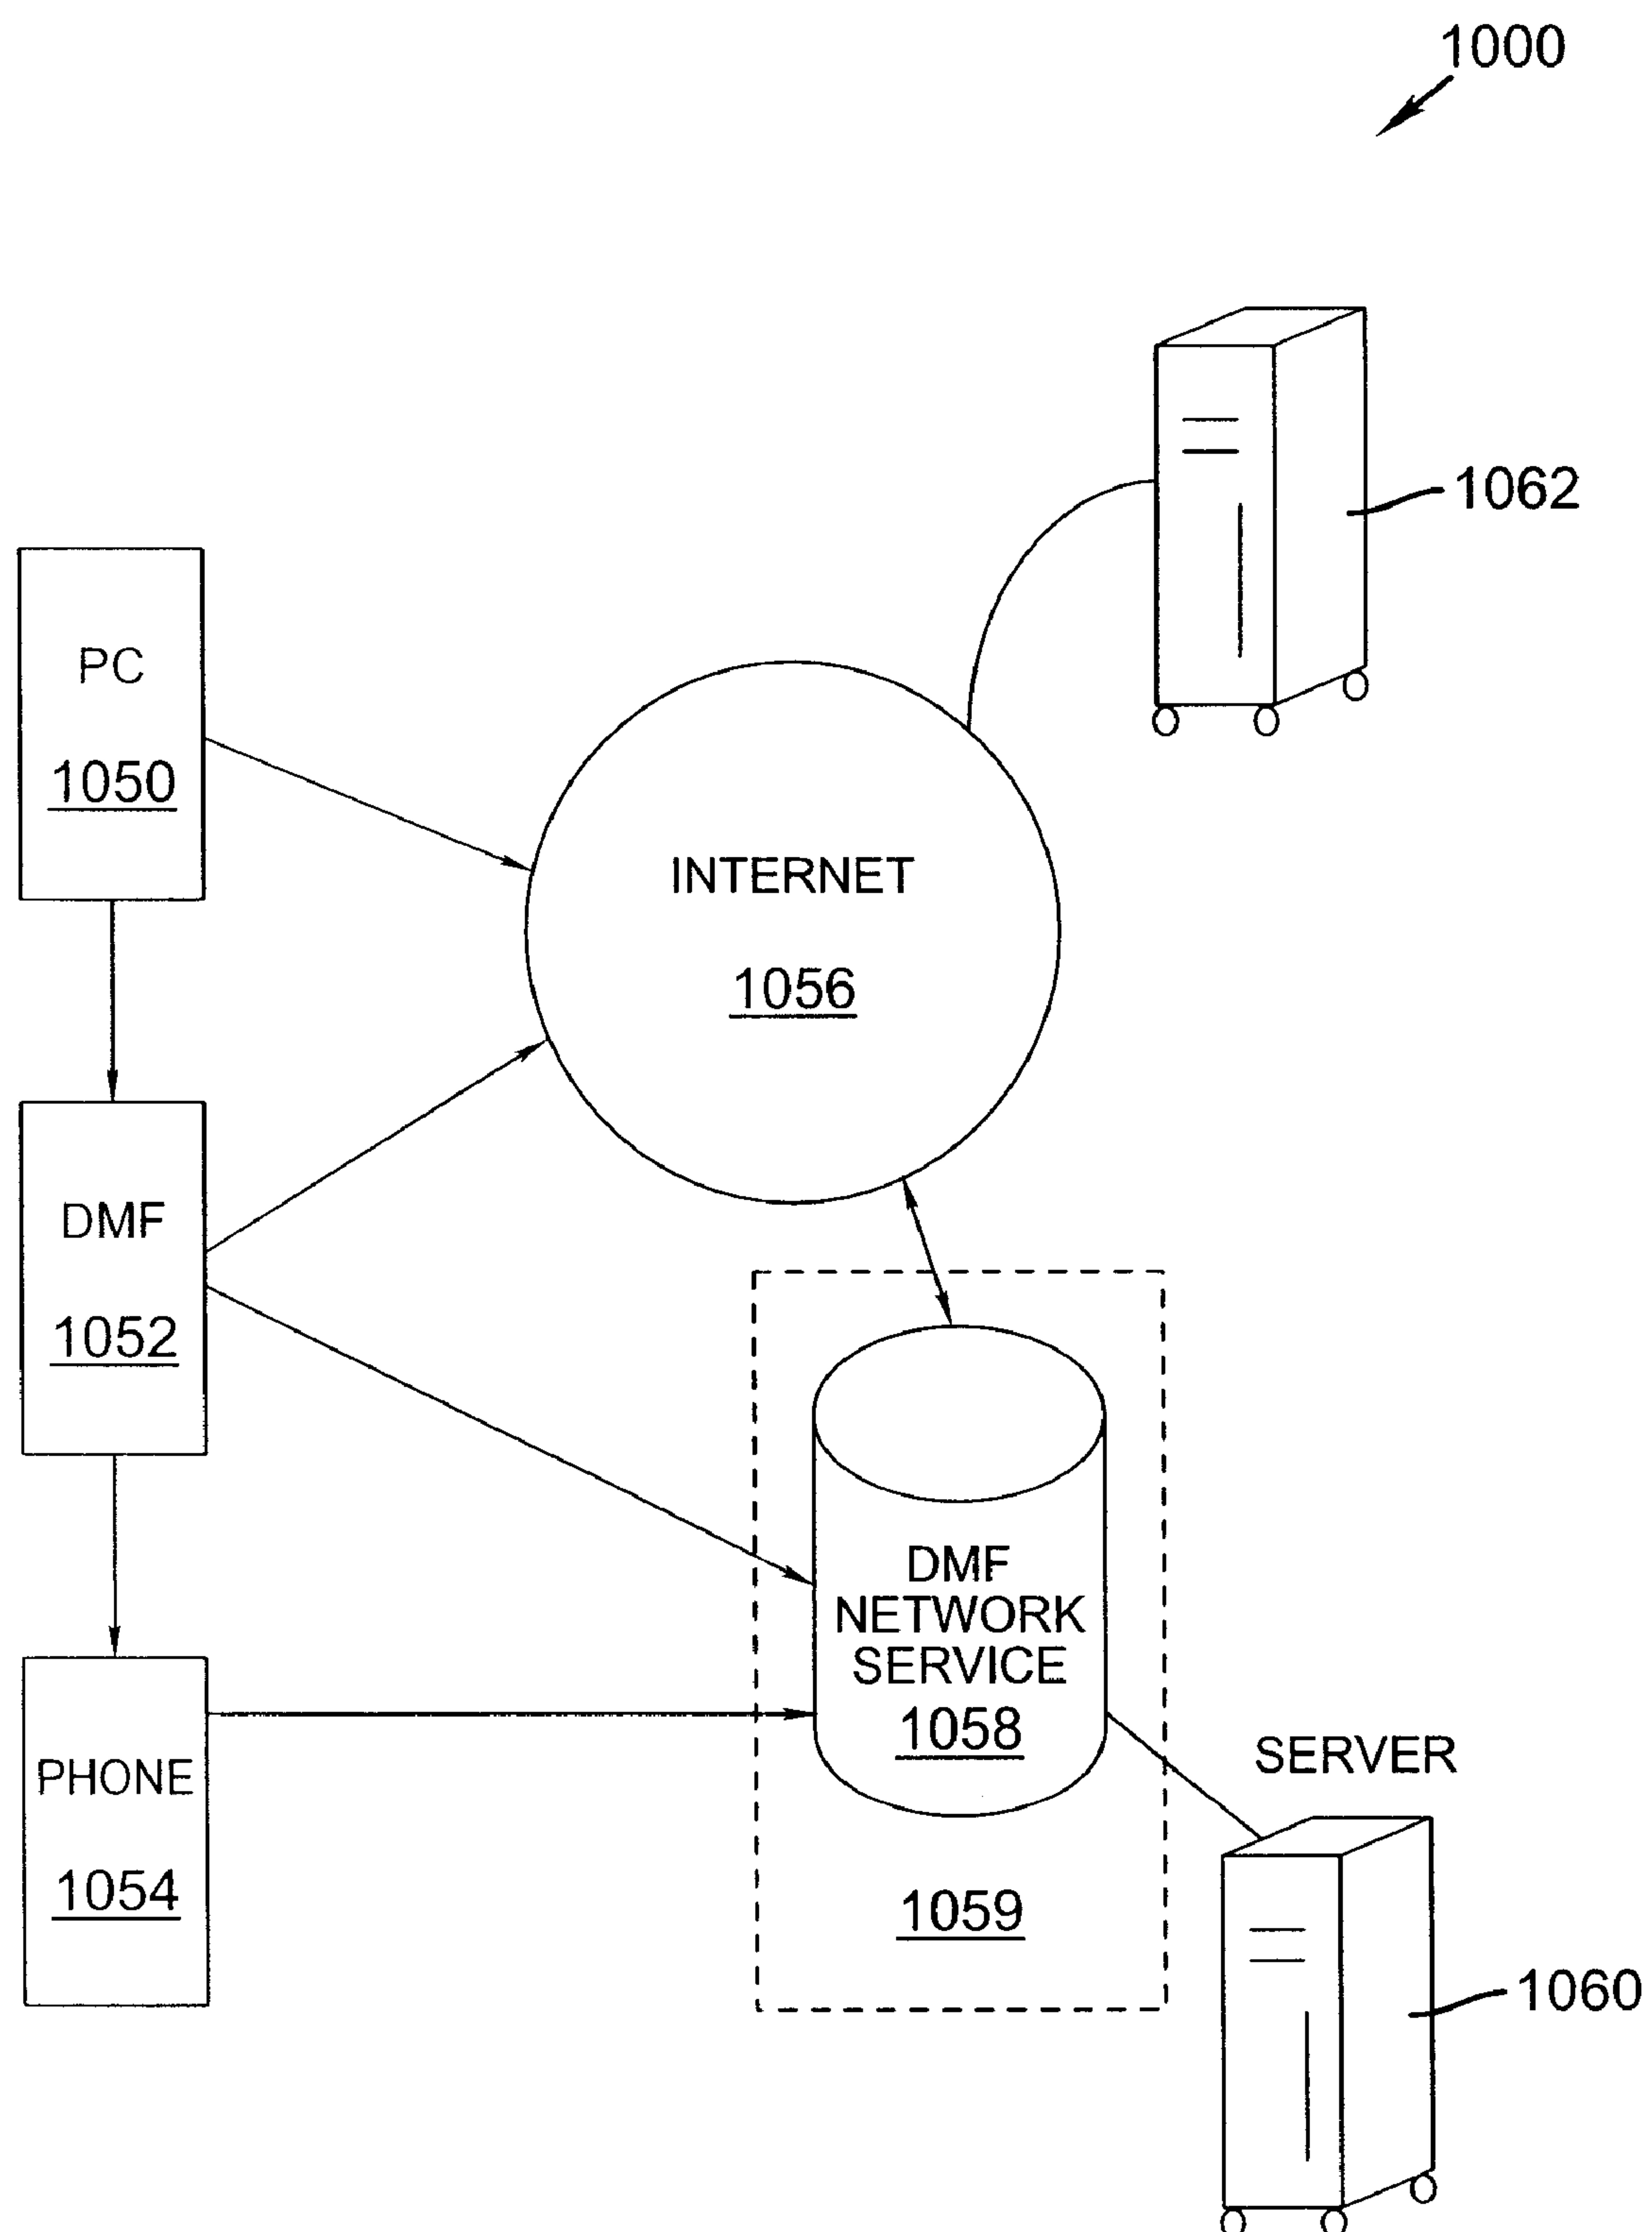 1000
1062
PC
1050
INTERNET
1056
DMF
1052
DMF
NETWORK
SERVICE
1058
SERVER
PHONE
1054
1059
1060